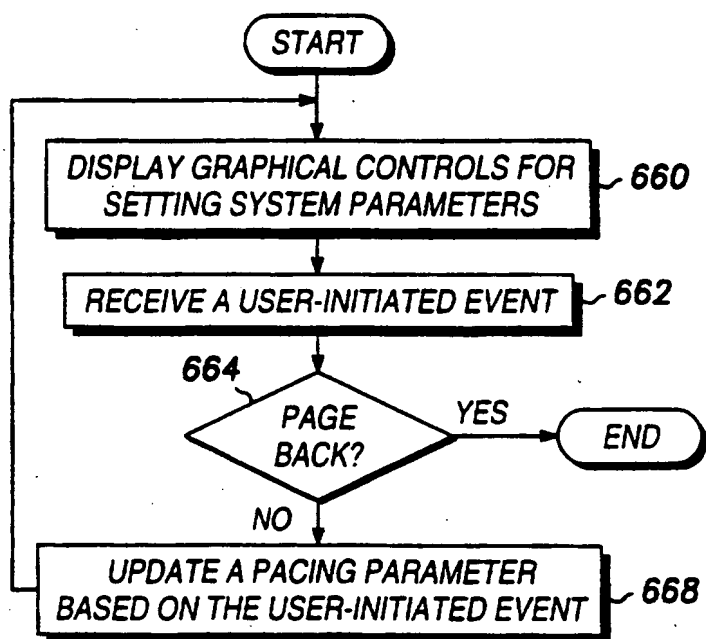 START
DISPLAY GRAPHICAL CONTROLS FOR
SETTING SYSTEM PARAMETERS
660
RECEIVE A USER-INITIATED EVENT
662
664
PAGE
BACK?
YES
END
NO
UPDATE A PACING PARAMETER
BASED ON THE USER-INITIATED EVENT
668